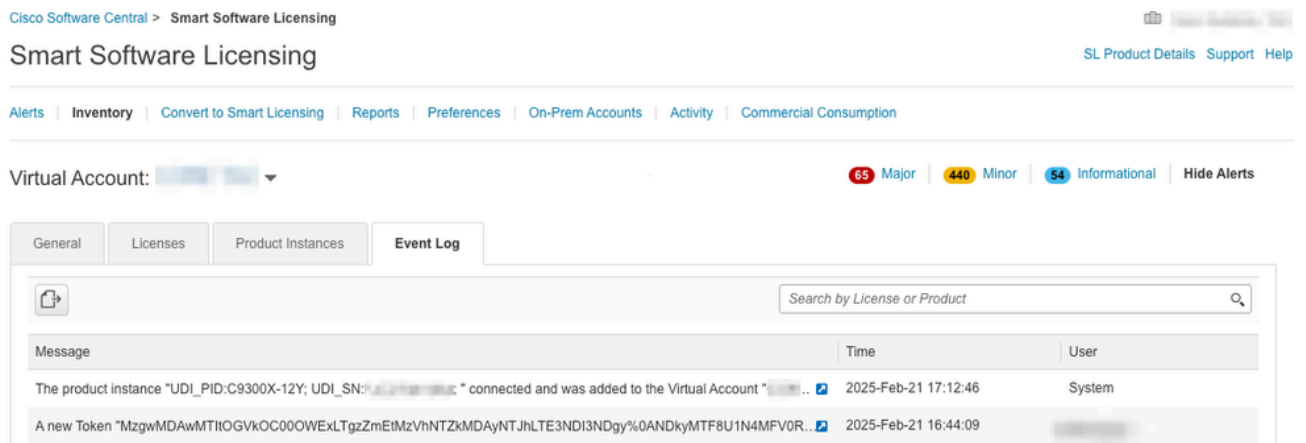 Cisco Software Central > Smart Software Licensing
Smart Software Licensing
SL Product Details Support Help
Alerts Inventory Convert to Smart Licensing Reports Preferences On-Prem Accounts Activity Commercial Consumption
Virtual Account:
65 Major 440 Minor 54 Informational Hide Alerts
General Licenses Product Instances Event Log
Search by License or Product
Message Time User
The product instance "UDI_PID:C9300X-12Y; UDI_SN: ; " connected and was added to the Virtual Account " .. 2025-Feb-21 17:12:46 System
A new Token "MzgwMDAwMTItOGVkOC00OWExLTgzZmEtMzVhNTZkMDAyNTJhLTE3NDI3NDgy%0ANDkyMTF8U1N4MFV0R... 2025-Feb-21 16:44:09